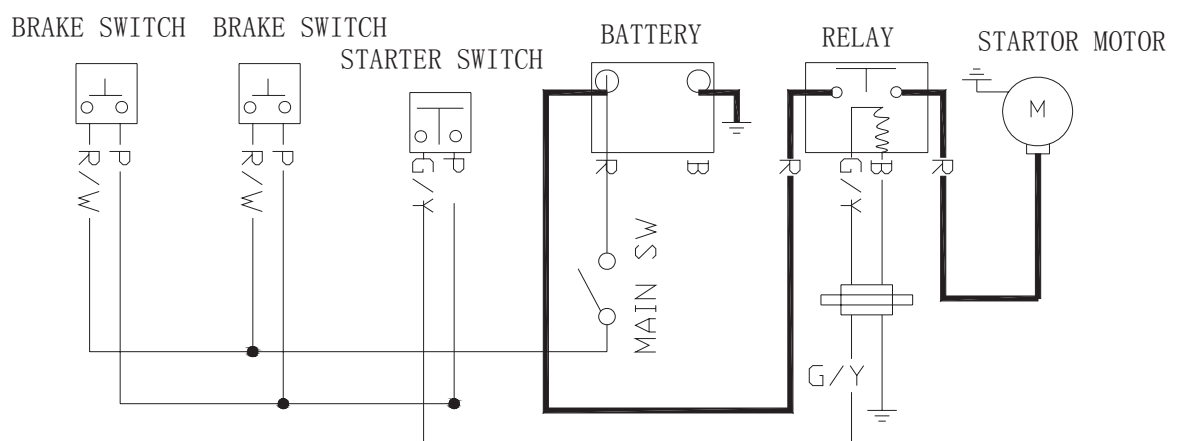 BRAKE SWITCH
BRAKE SWITCH
STARTER SWITCH
BATTERY
RELAY
STARTOR MOTOR
M
R/W
P
R/W
P
G/Y
P
R
B
R
G/Y
B
R
MAIN SW
G/Y